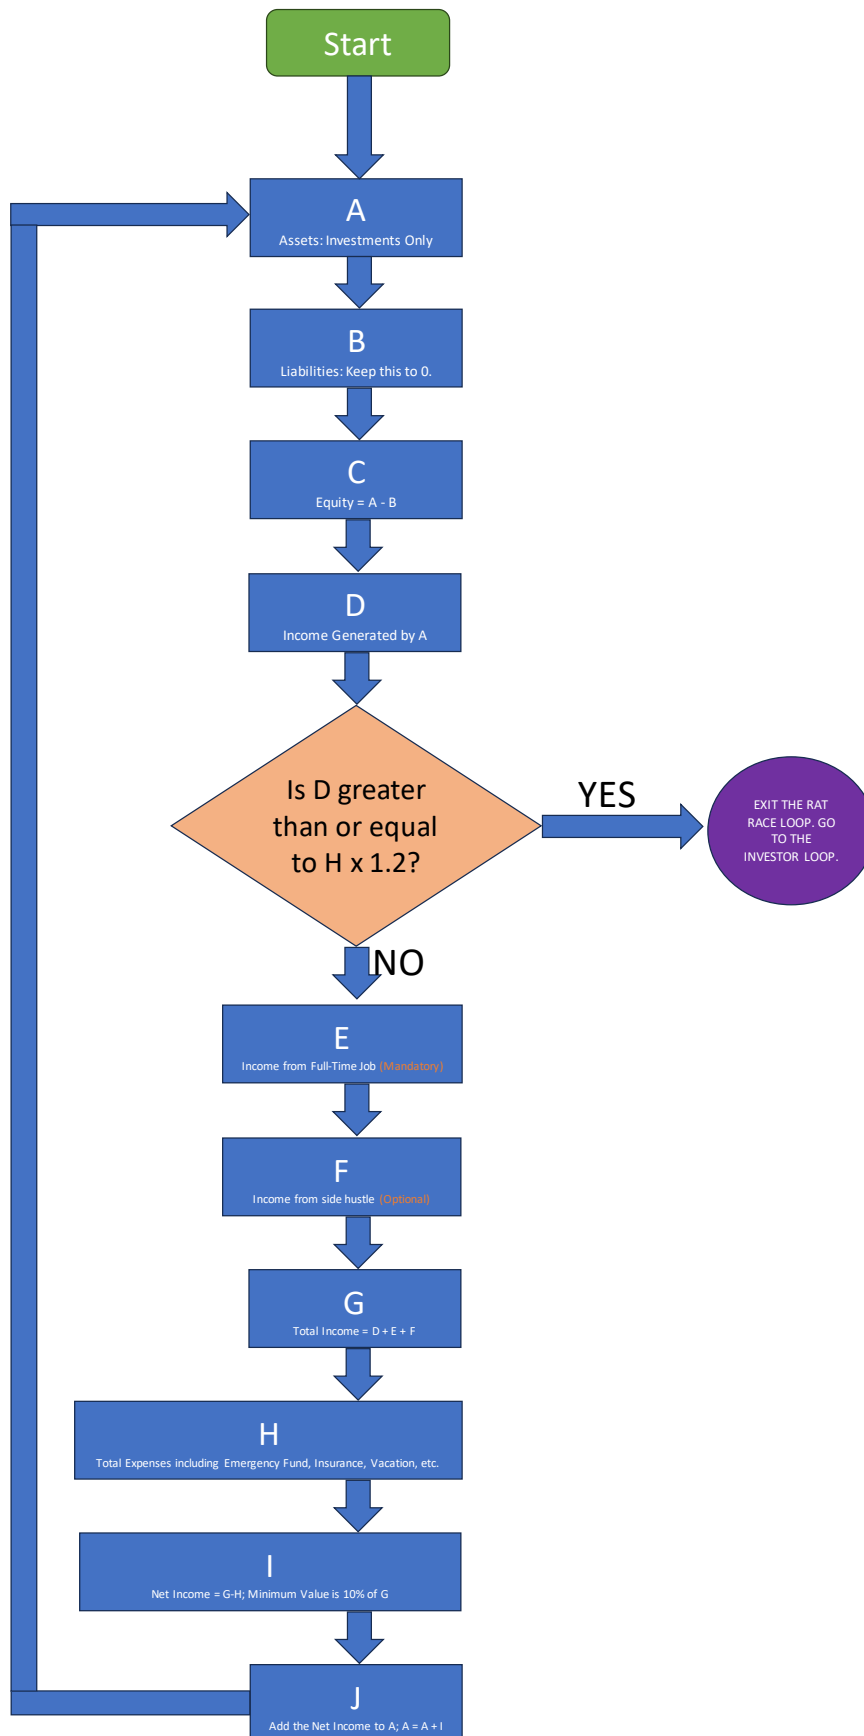 Start
A
Assets: Investments Only
B
Liabilities: Keep this to 0.
C
Equity = A - B
D
Income Generated by A
Is D greater
than or equal
to H x 1.2?
YES
EXIT THE RAT
RACE LOOP. GO
TO THE
INVESTOR LOOP.
NO
E
Income from Full-Time Job (Mandatory)
F
Income from side hustle (Optional)
G
Total Income = D + E + F
H
Total Expenses including Emergency Fund, Insurance, Vacation, etc.
I
Net Income = G-H; Minimum Value is 10% of G
J
Add the Net Income to A; A = A + I